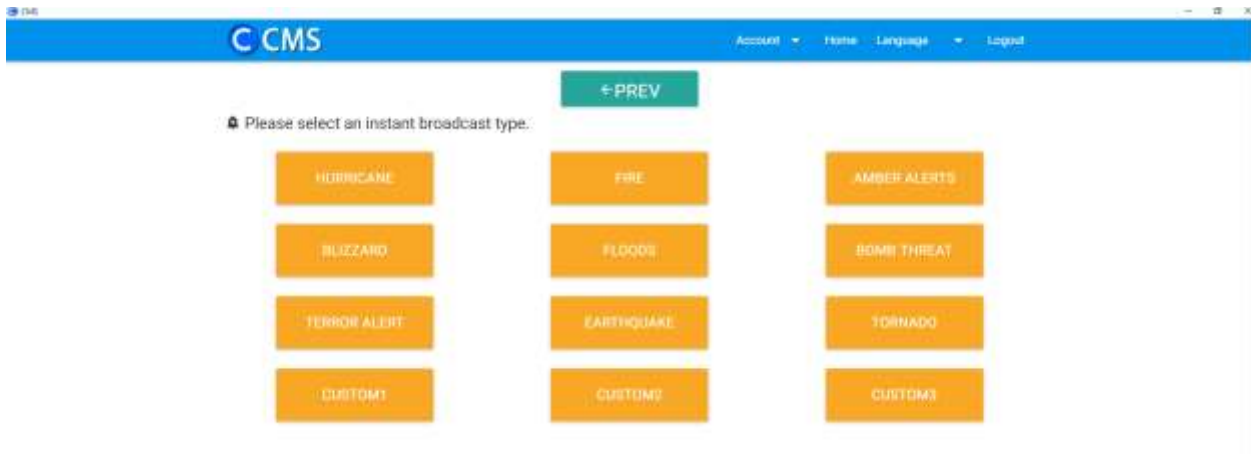 CMS
CMS Account Home Language Logout
←PREV
Please select an instant broadcast type.
HURRICANE FIRE AMBER ALERTS
BLIZZARD FLOODS BOMB THREAT
TERROR ALERT EARTHQUAKE TORNADO
CUSTOM1 CUSTOM2 CUSTOM3